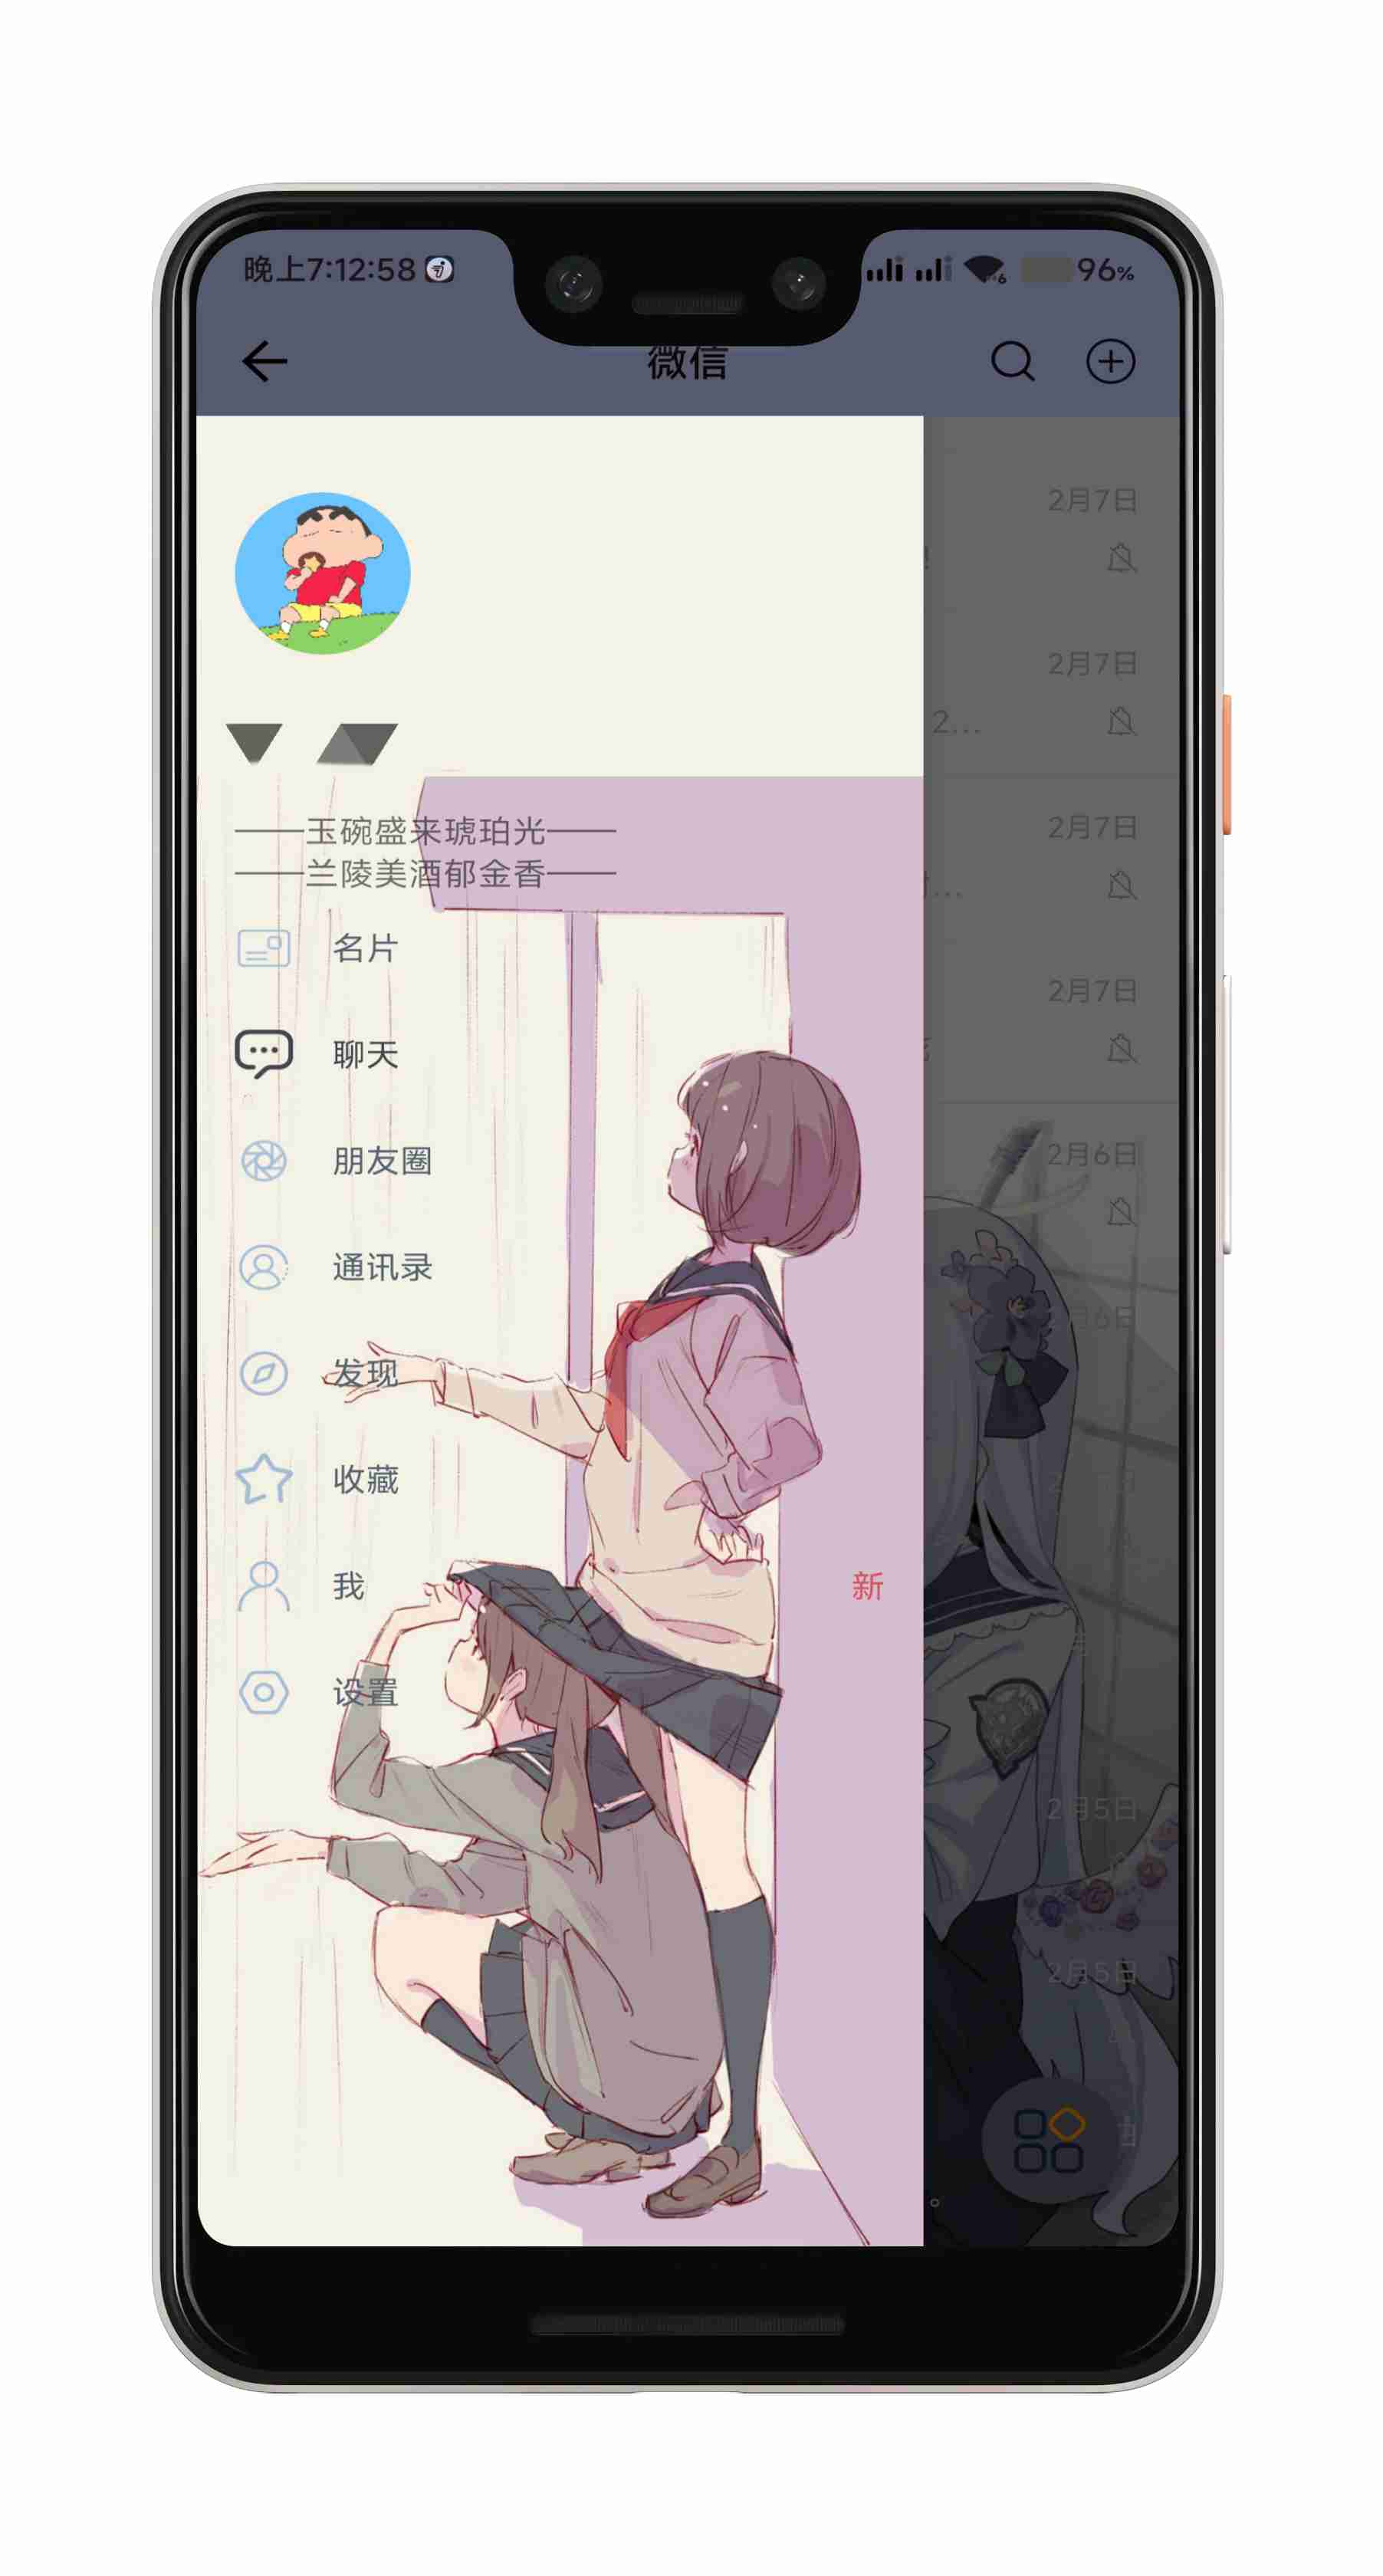 晚上7:12:58
96%
微信
2月7日
2月7日
2...
——玉碗盛来琥珀光——
2月7日
——兰陵美酒郁金香——
名片
2月7日
聊天
朋友圈
2月6日
通讯录
月6日
发现
收藏
我
新
设置
2月5日
2月5日